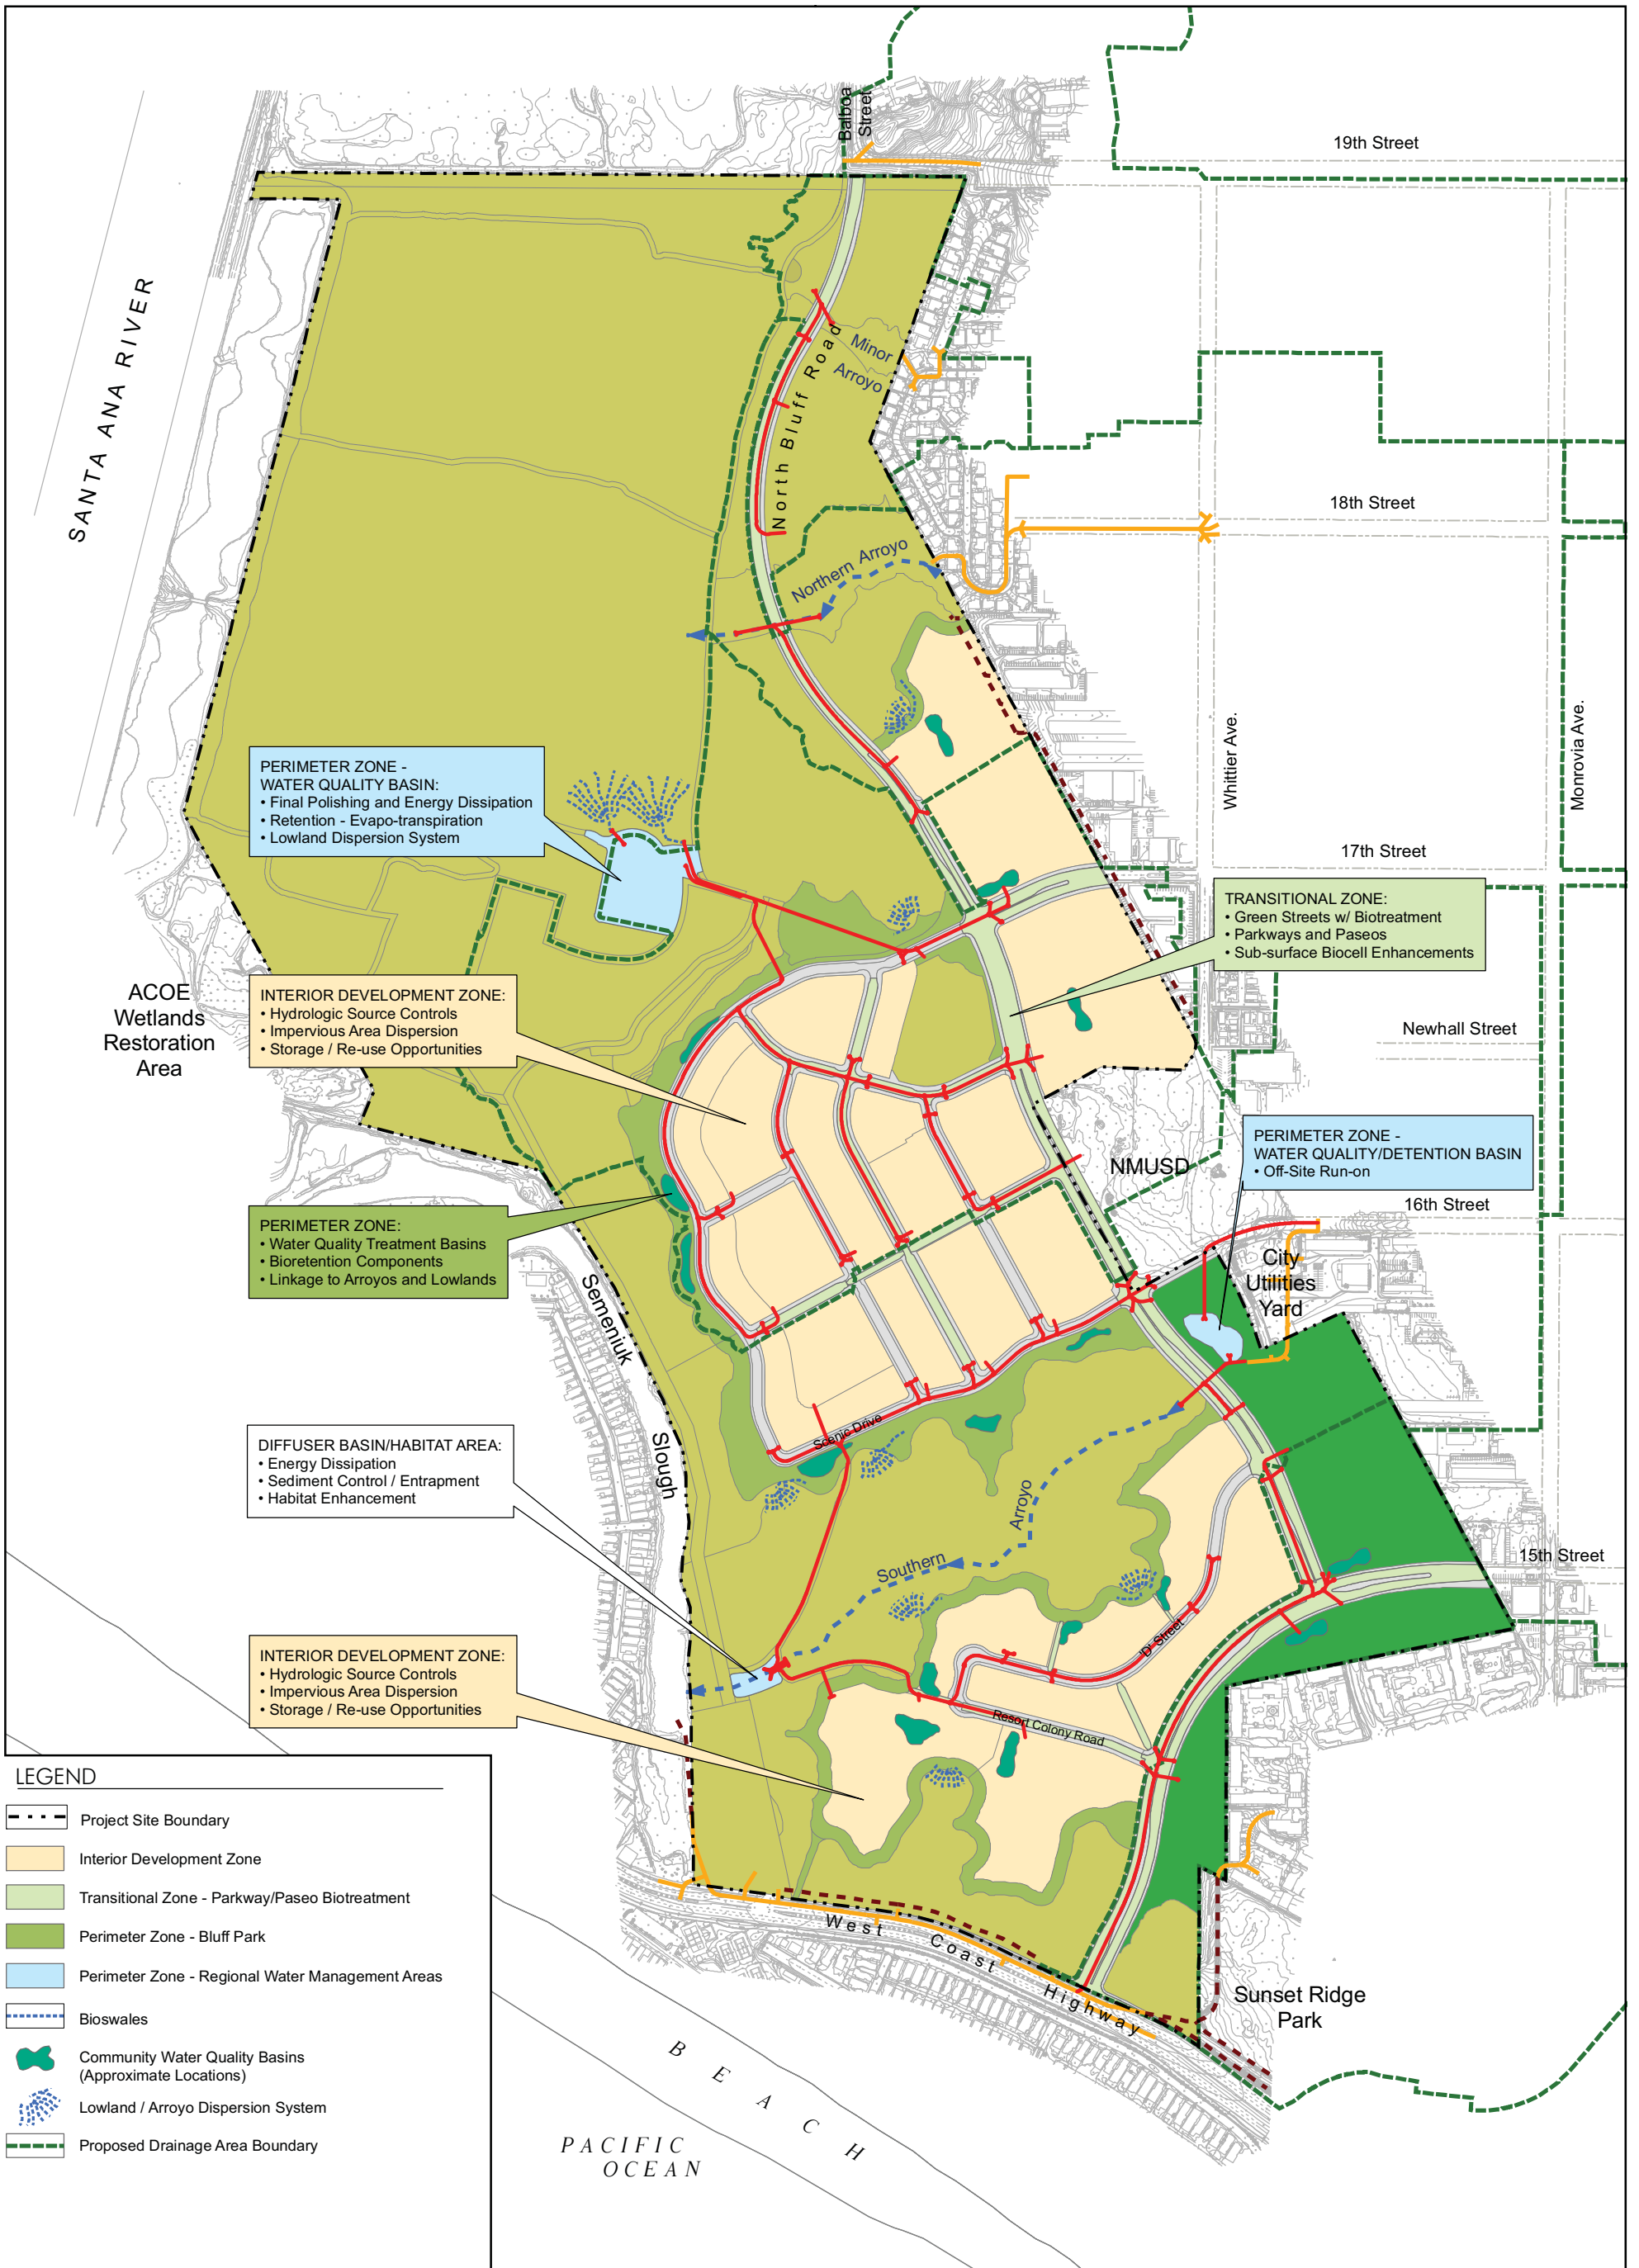 Balboa
Street
19th Street
SANTA ANA RIVER
Minor
Arroyo
North Bluff Road
18th Street
Northern Arroyo
Whittier Ave.
Monrovia Ave.
PERIMETER ZONE -
WATER QUALITY BASIN:
• Final Polishing and Energy Dissipation
• Retention - Evapo-transpiration
• Lowland Dispersion System
17th Street
TRANSITIONAL ZONE:
• Green Streets w/ Biotreatment
• Parkways and Paseos
• Sub-surface Biocell Enhancements
ACOE
Wetlands
Restoration
Area
INTERIOR DEVELOPMENT ZONE:
• Hydrologic Source Controls
• Impervious Area Dispersion
• Storage / Re-use Opportunities
Newhall Street
PERIMETER ZONE -
WATER QUALITY/DETENTION BASIN
• Off-Site Run-on
NMUSD
16th Street
PERIMETER ZONE:
• Water Quality Treatment Basins
• Bioretention Components
• Linkage to Arroyos and Lowlands
City
Utilities
Yard
Semeniuk
Slough
Scenic Drive
DIFFUSER BASIN/HABITAT AREA:
• Energy Dissipation
• Sediment Control / Entrapment
• Habitat Enhancement
Southern
Arroyo
15th Street
'D' Street
INTERIOR DEVELOPMENT ZONE:
• Hydrologic Source Controls
• Impervious Area Dispersion
• Storage / Re-use Opportunities
Resort Colony Road
West Coast Highway
Sunset Ridge
Park
BEACH
PACIFIC
OCEAN
LEGEND
Project Site Boundary
Interior Development Zone
Transitional Zone - Parkway/Paseo Biotreatment
Perimeter Zone - Bluff Park
Perimeter Zone - Regional Water Management Areas
Bioswales
Community Water Quality Basins
(Approximate Locations)
Lowland / Arroyo Dispersion System
Proposed Drainage Area Boundary